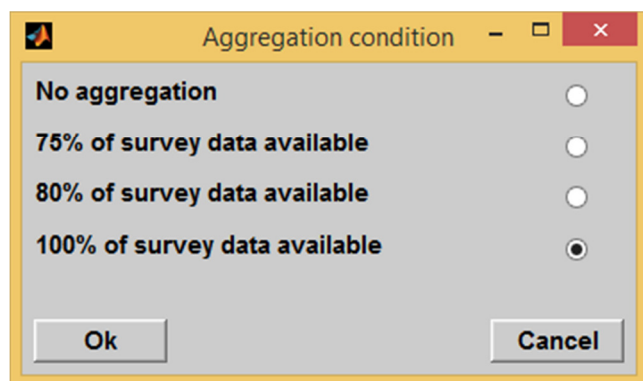 Aggregation condition
No aggregation
75% of survey data available
80% of survey data available
100% of survey data available
Ok Cancel